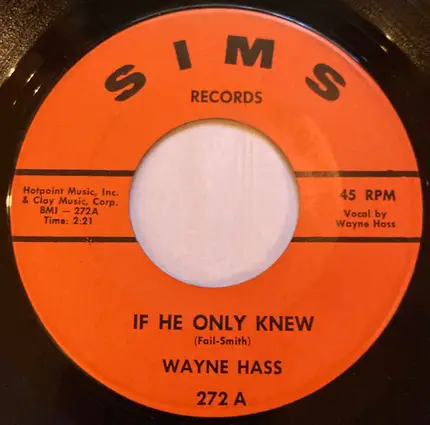 SIMS
RECORDS
Hotpoint Music, Inc.
& Clay Music, Corp.
BMI — 272A
Time: 2:21
45 RPM
Vocal by
Wayne Hass
IF HE ONLY KNEW
(Fail-Smith)
WAYNE HASS
272 A